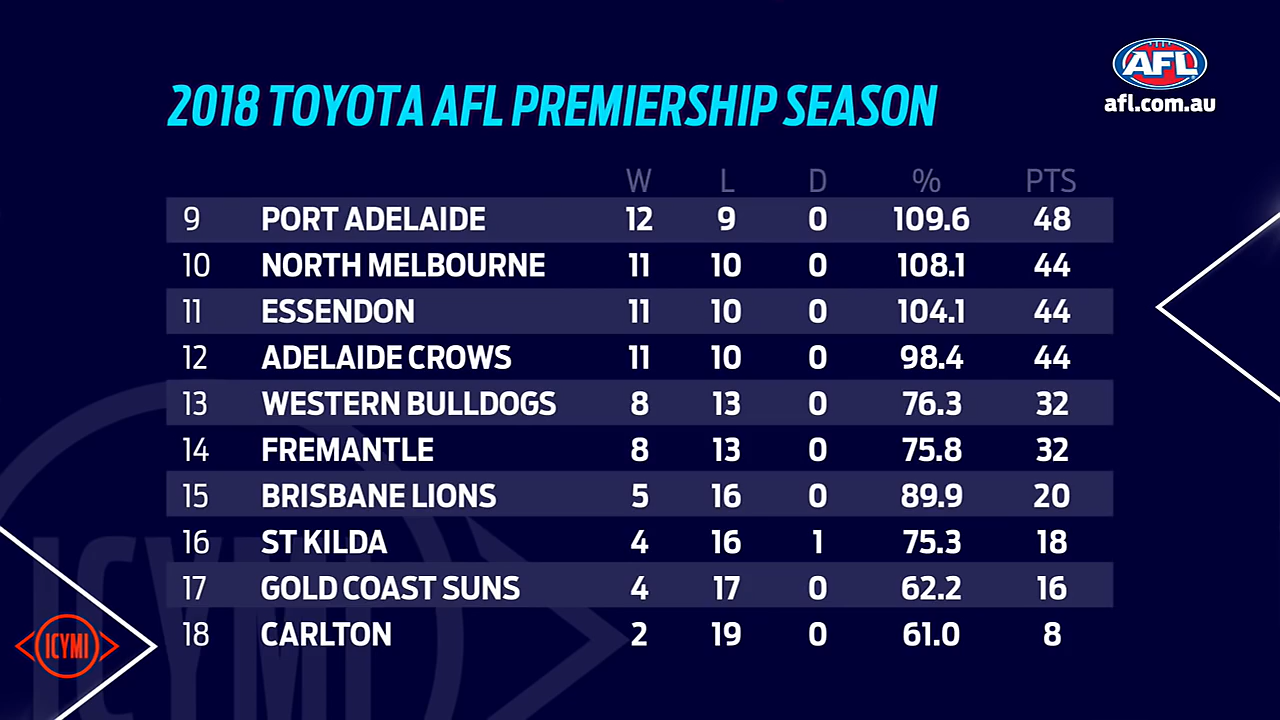 AFL
afl.com.au
2018 TOYOTA AFL PREMIERSHIP SEASON
W L D % PTS
9 PORT ADELAIDE 12 9 0 109.6 48
10 NORTH MELBOURNE 11 10 0 108.1 44
11 ESSENDON 11 10 0 104.1 44
12 ADELAIDE CROWS 11 10 0 98.4 44
13 WESTERN BULLDOGS 8 13 0 76.3 32
14 FREMANTLE 8 13 0 75.8 32
15 BRISBANE LIONS 5 16 0 89.9 20
16 ST KILDA 4 16 1 75.3 18
17 GOLD COAST SUNS 4 17 0 62.2 16
18 CARLTON 2 19 0 61.0 8
ICYMI
ICYMI